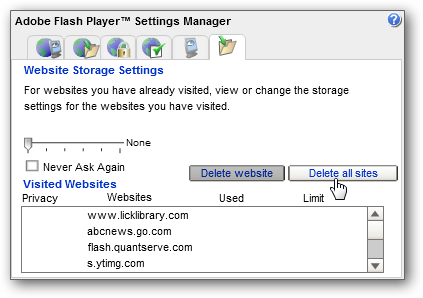 Adobe Flash Player™ Settings Manager
?
Website Storage Settings
For websites you have already visited, view or change the storage
settings for the websites you have visited.
None
Never Ask Again
Delete website
Delete all sites
Visited Websites
Privacy Websites Used Limit
www.licklibrary.com
abcnews.go.com
flash.quantserve.com
s.ytimg.com